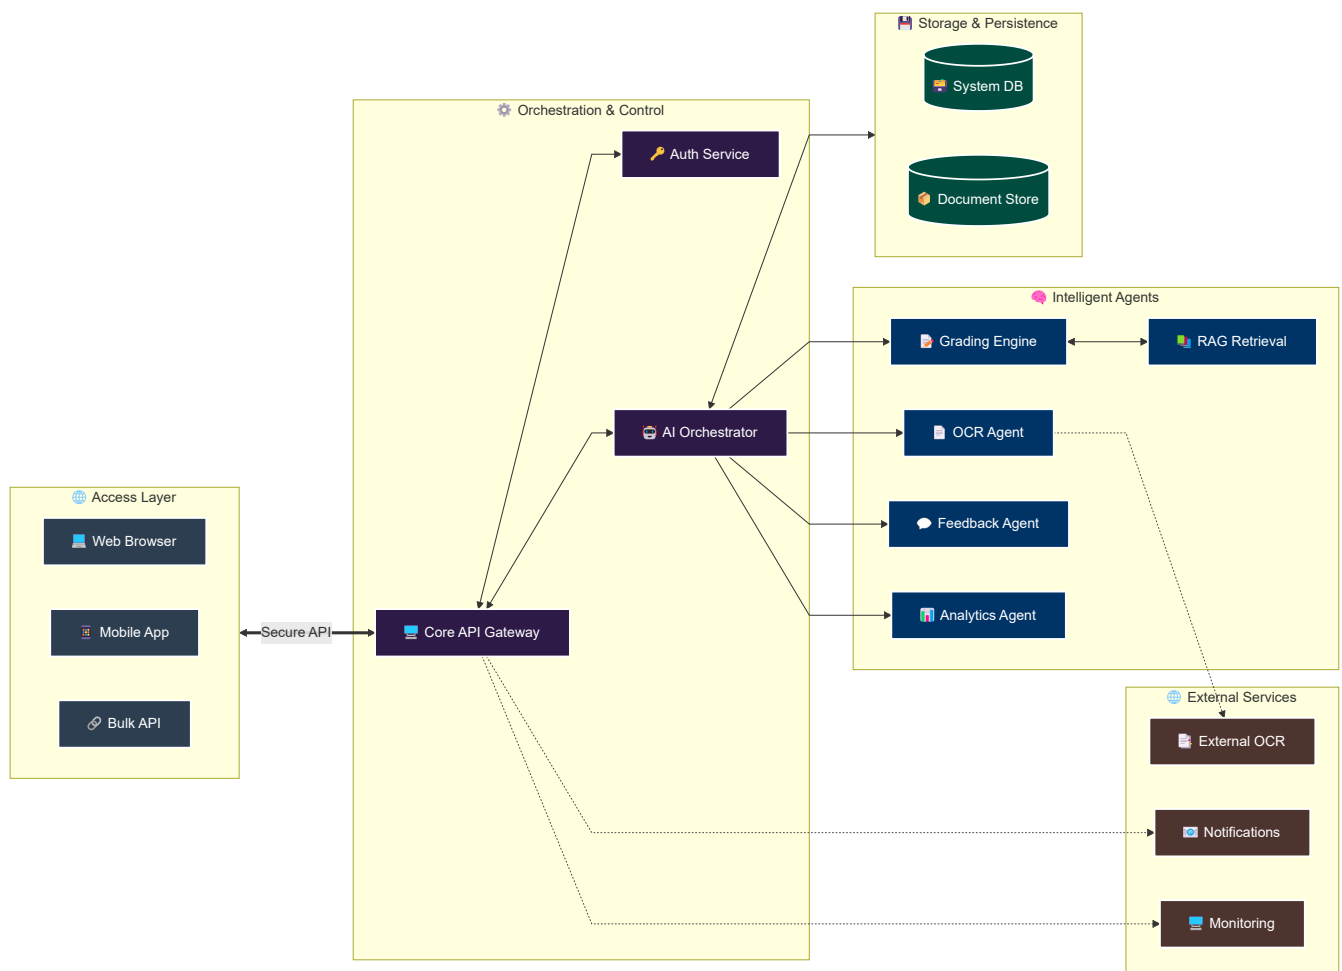 Storage & Persistence
System DB
Document Store
Orchestration & Control
Auth Service
AI Orchestrator
Core API Gateway
Intelligent Agents
Grading Engine
RAG Retrieval
OCR Agent
Feedback Agent
Analytics Agent
Access Layer
Web Browser
Mobile App
Bulk API
Secure API
External Services
External OCR
Notifications
Monitoring